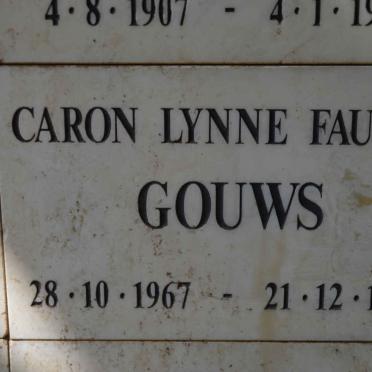 4·8·1907 - 4·1·19
CARON LYNNE FAU
GOUWS
28·10·1967 - 21·12·1